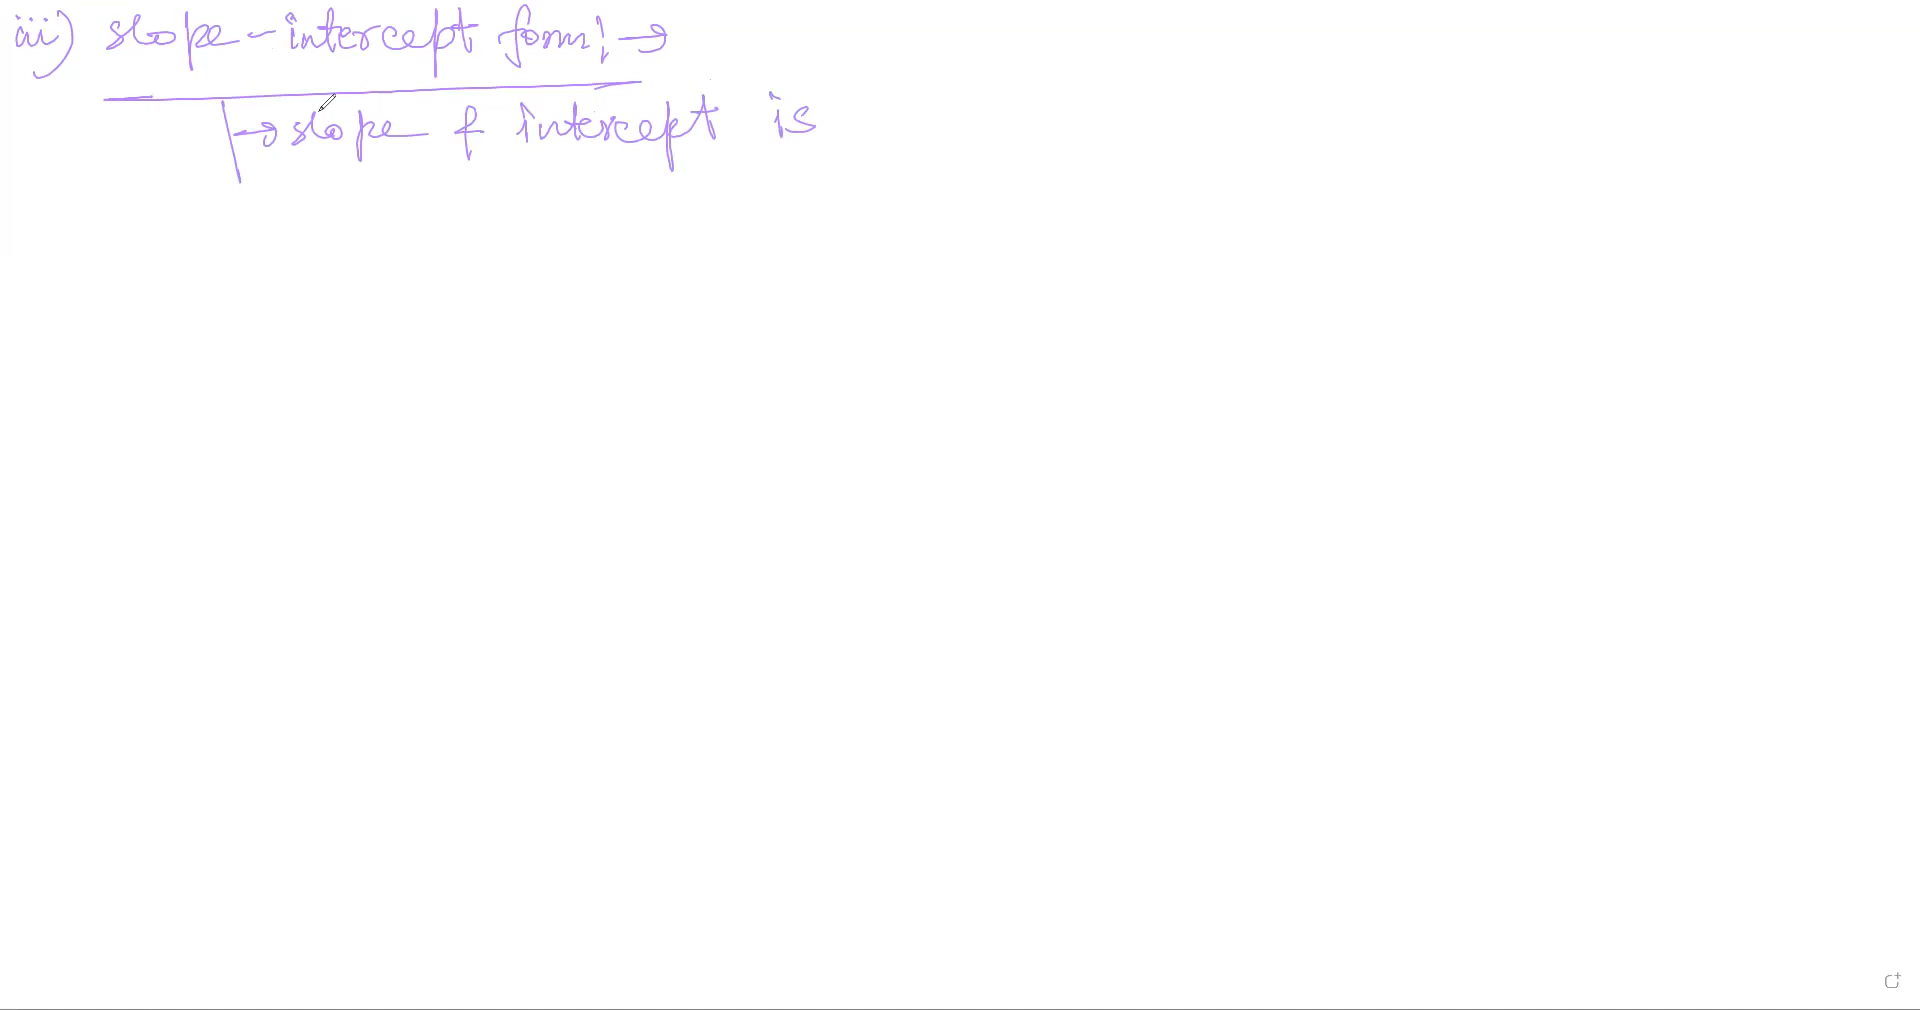 iii) slope-intercept form :→
→ slope & intercept is